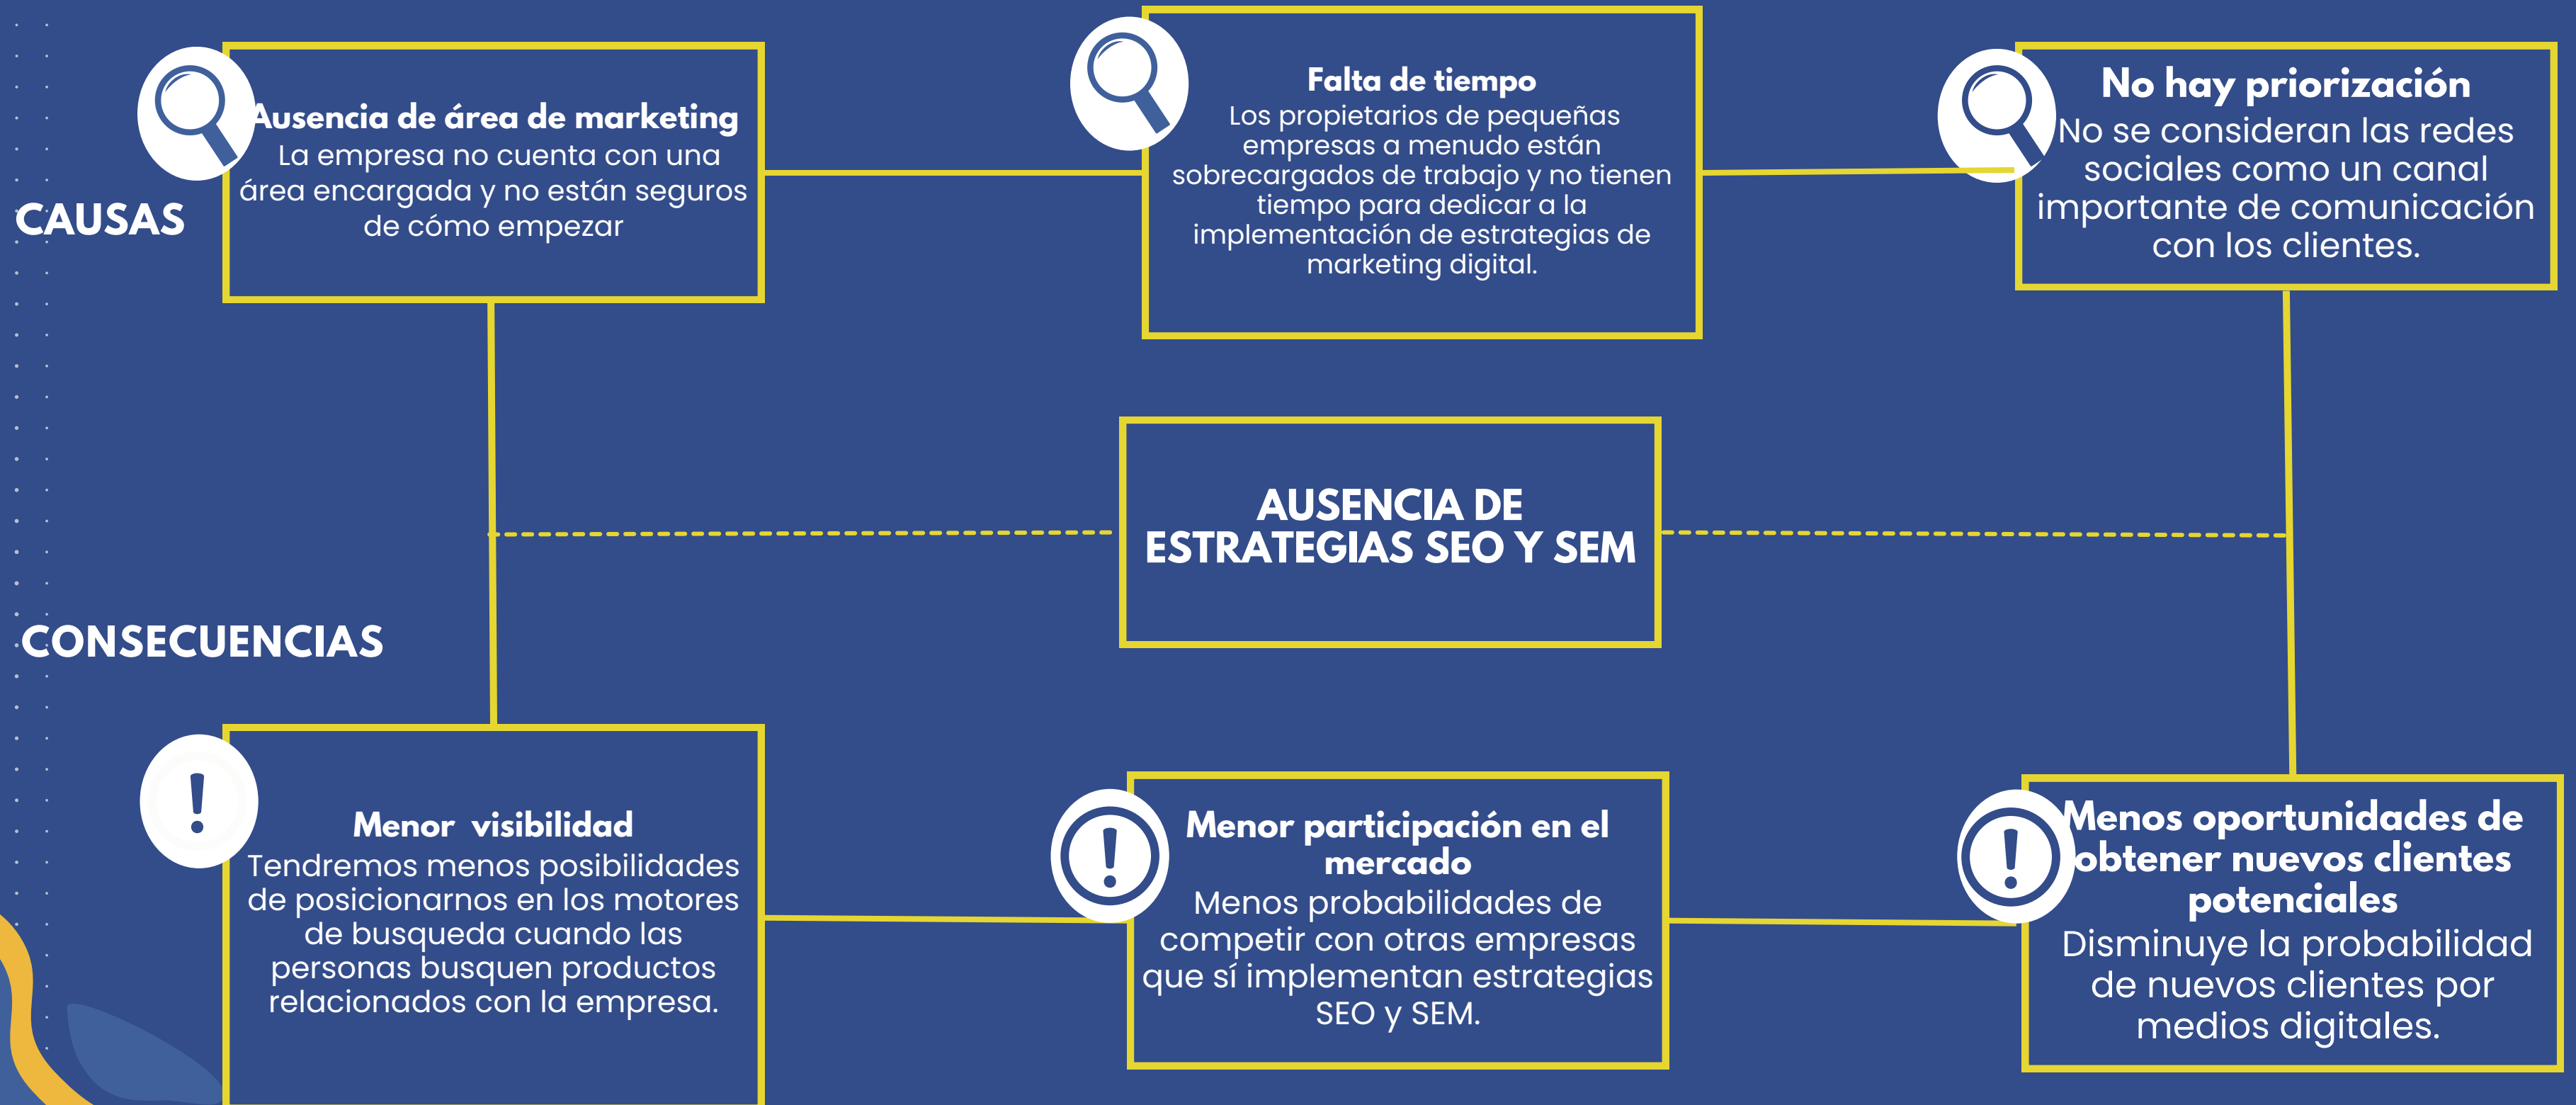 CAUSAS
Ausencia de área de marketing
La empresa no cuenta con una
área encargada y no están seguros
de cómo empezar
Falta de tiempo
Los propietarios de pequeñas
empresas a menudo están
sobrecargados de trabajo y no tienen
tiempo para dedicar a la
implementación de estrategias de
marketing digital.
No hay priorización
No se consideran las redes
sociales como un canal
importante de comunicación
con los clientes.
AUSENCIA DE
ESTRATEGIAS SEO Y SEM
CONSECUENCIAS
Menor visibilidad
Tendremos menos posibilidades
de posicionarnos en los motores
de busqueda cuando las
personas busquen productos
relacionados con la empresa.
Menor participación en el
mercado
Menos probabilidades de
competir con otras empresas
que sí implementan estrategias
SEO y SEM.
Menos oportunidades de
obtener nuevos clientes
potenciales
Disminuye la probabilidad
de nuevos clientes por
medios digitales.